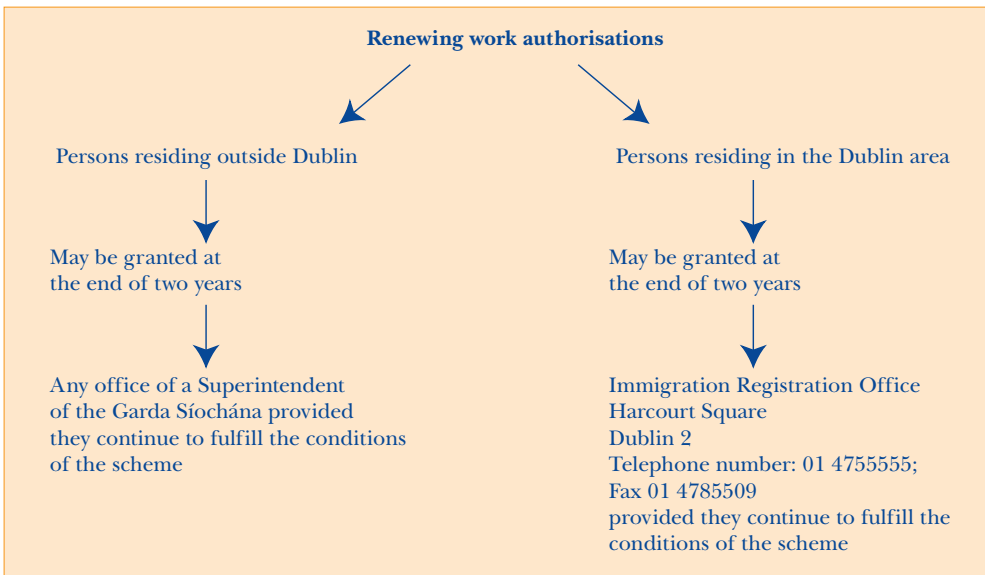 Renewing work authorisations
Persons residing outside Dublin
May be granted at
the end of two years
Any office of a Superintendent
of the Garda Síochána provided
they continue to fulfill the conditions
of the scheme
Persons residing in the Dublin area
May be granted at
the end of two years
Immigration Registration Office
Harcourt Square
Dublin 2
Telephone number: 01 4755555;
Fax 01 4785509
provided they continue to fulfill the
conditions of the scheme